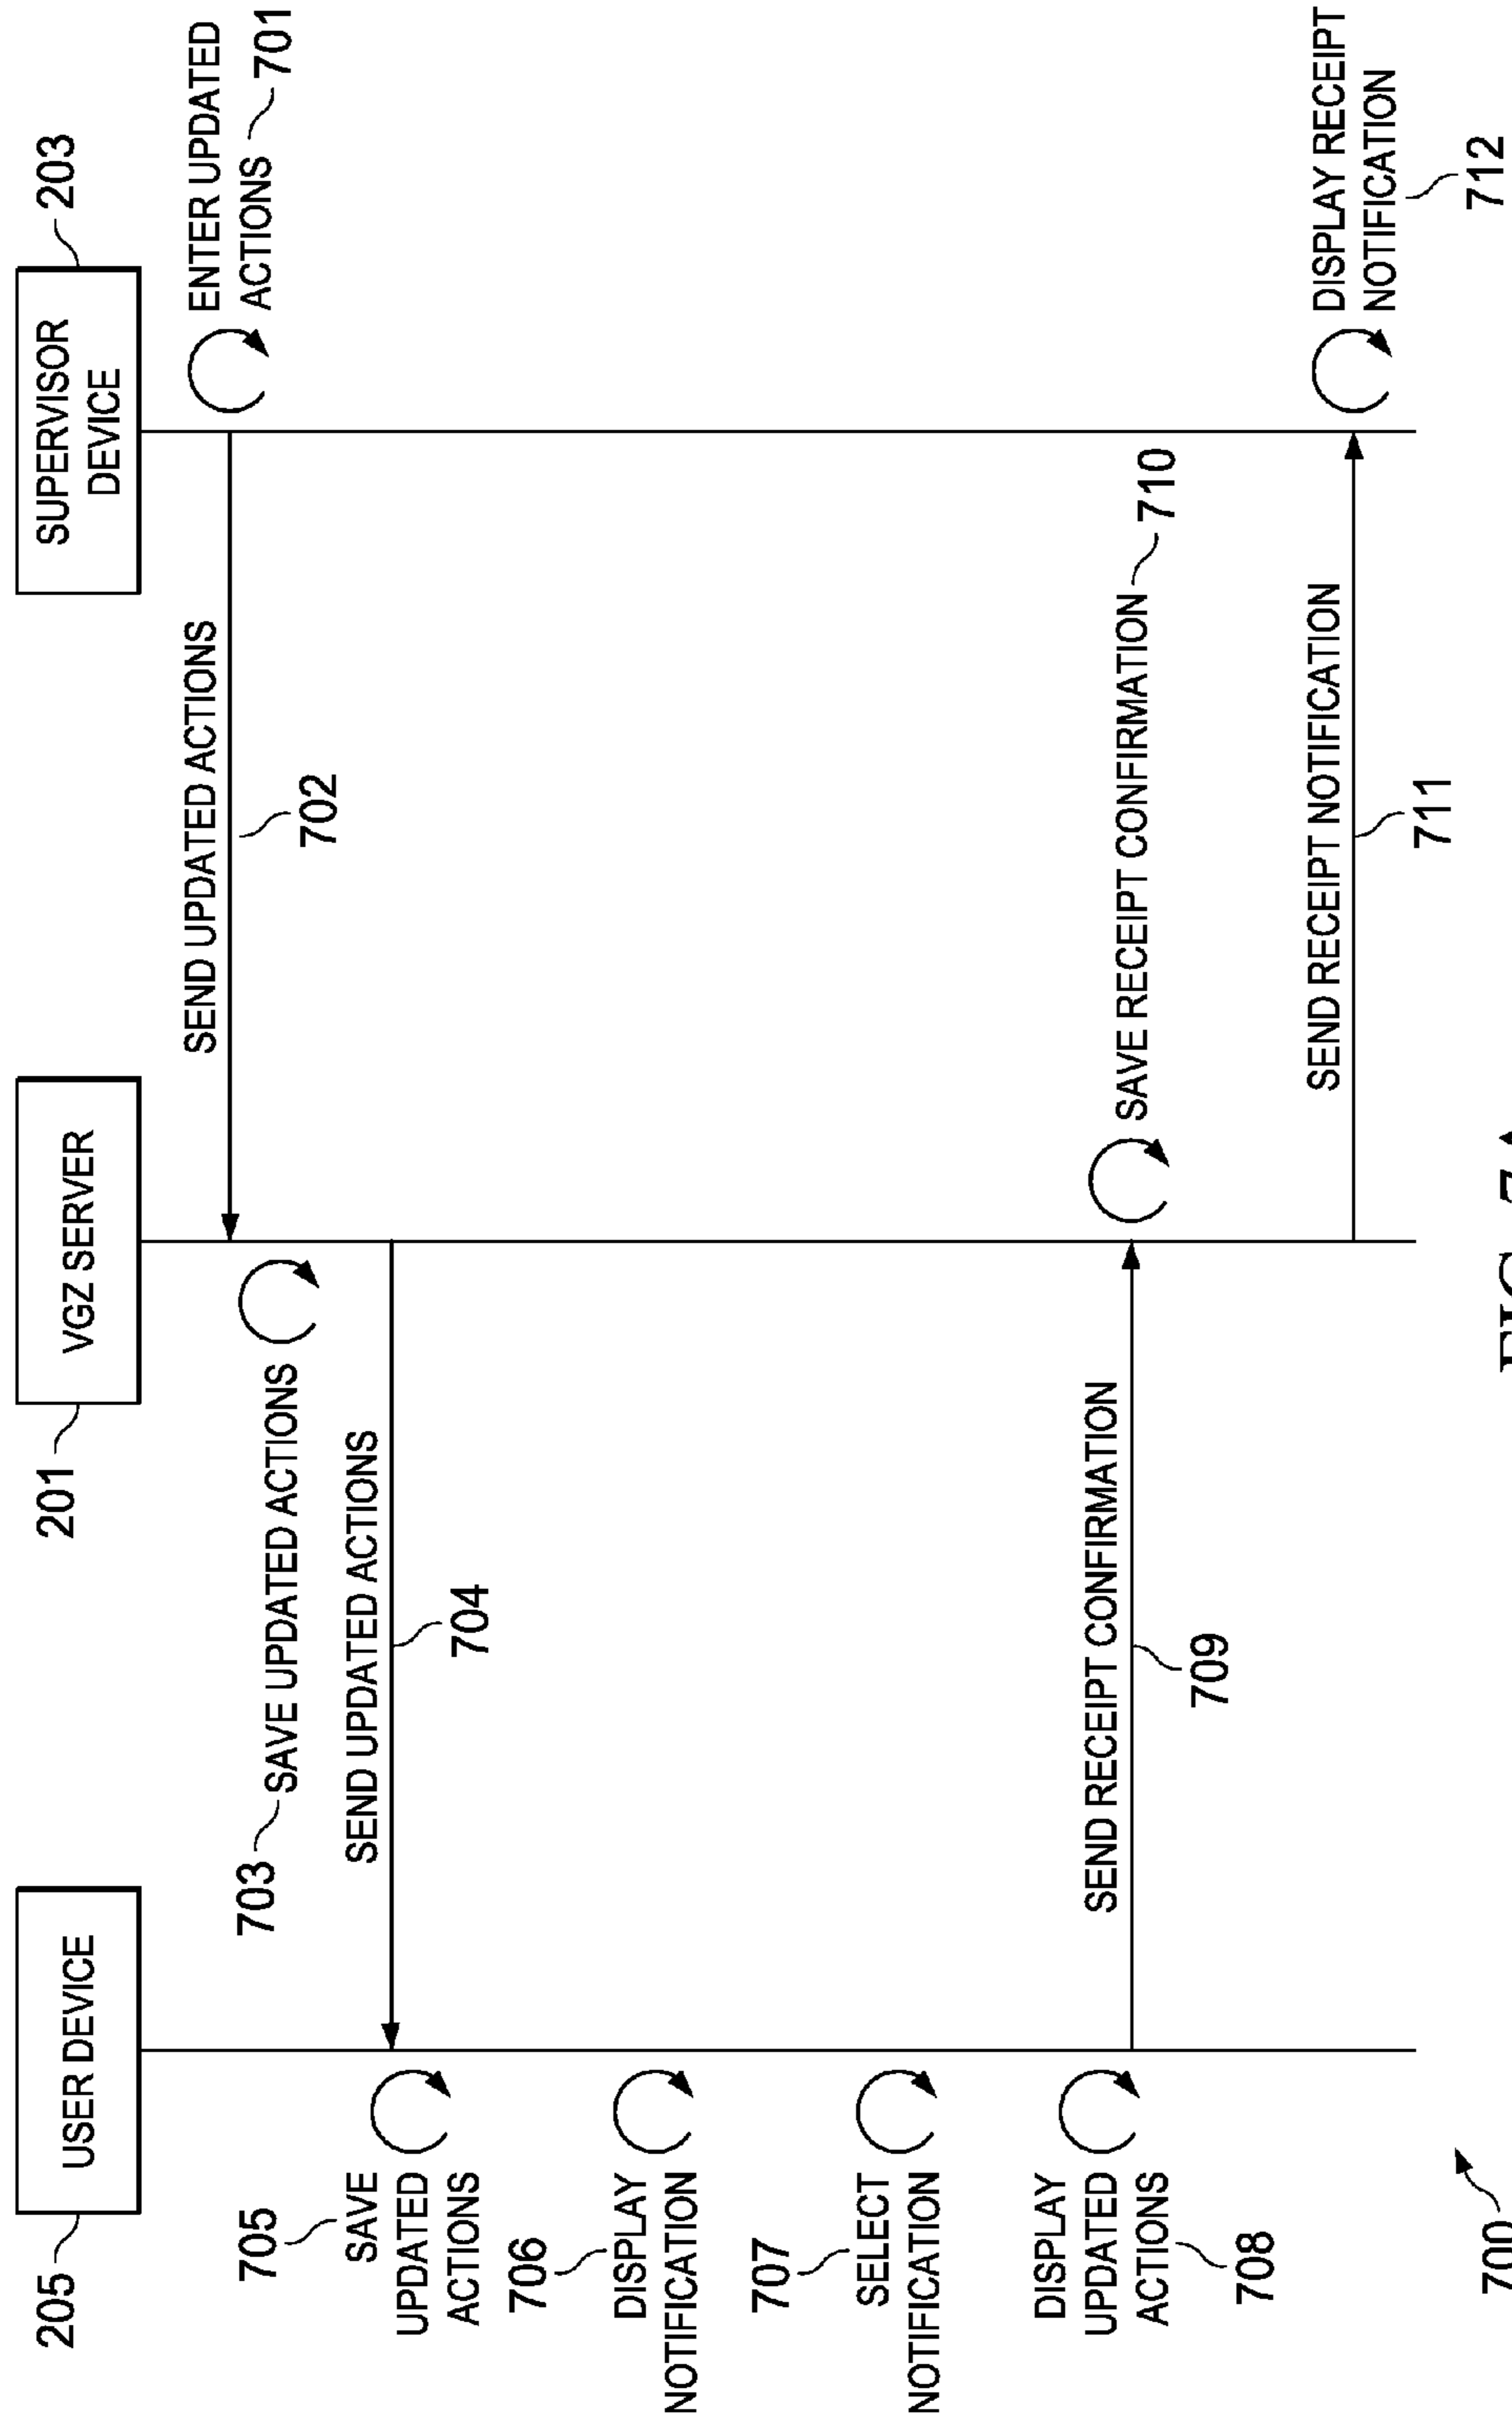 USER DEVICE
205
VGZ SERVER
201
SUPERVISOR
DEVICE
203
ENTER UPDATED
ACTIONS
701
SEND UPDATED ACTIONS
702
703
SAVE UPDATED ACTIONS
SEND UPDATED ACTIONS
704
705
SAVE
UPDATED
ACTIONS
706
DISPLAY
NOTIFICATION
707
SELECT
NOTIFICATION
DISPLAY
UPDATED
ACTIONS
708
SEND RECEIPT CONFIRMATION
709
SAVE RECEIPT CONFIRMATION
710
SEND RECEIPT NOTIFICATION
711
DISPLAY RECEIPT
NOTIFICATION
712
700